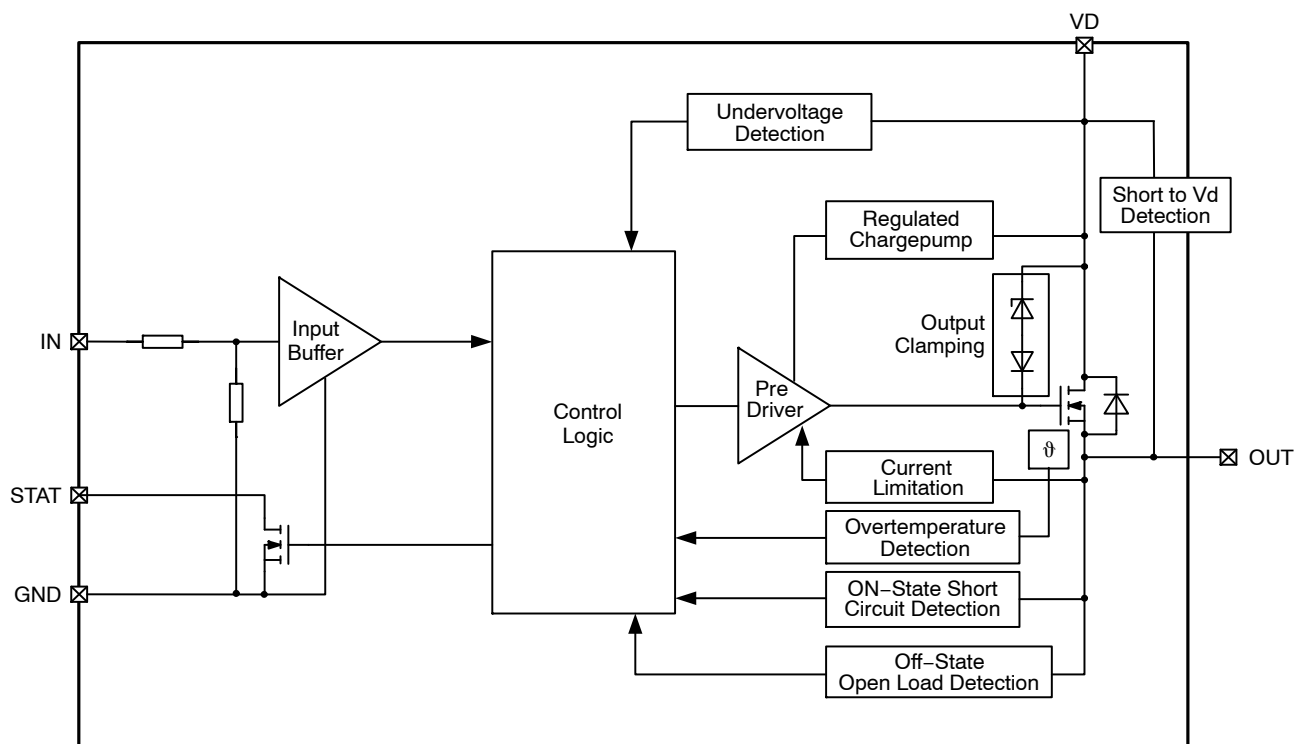 VD
Undervoltage
Detection
Short to Vd
Detection
Regulated
Chargepump
Output
Clamping
IN
Input
Buffer
Pre
Driver
Control
Logic
ϑ
OUT
Current
Limitation
STAT
Overtemperature
Detection
GND
ON−State Short
Circuit Detection
Off−State
Open Load Detection